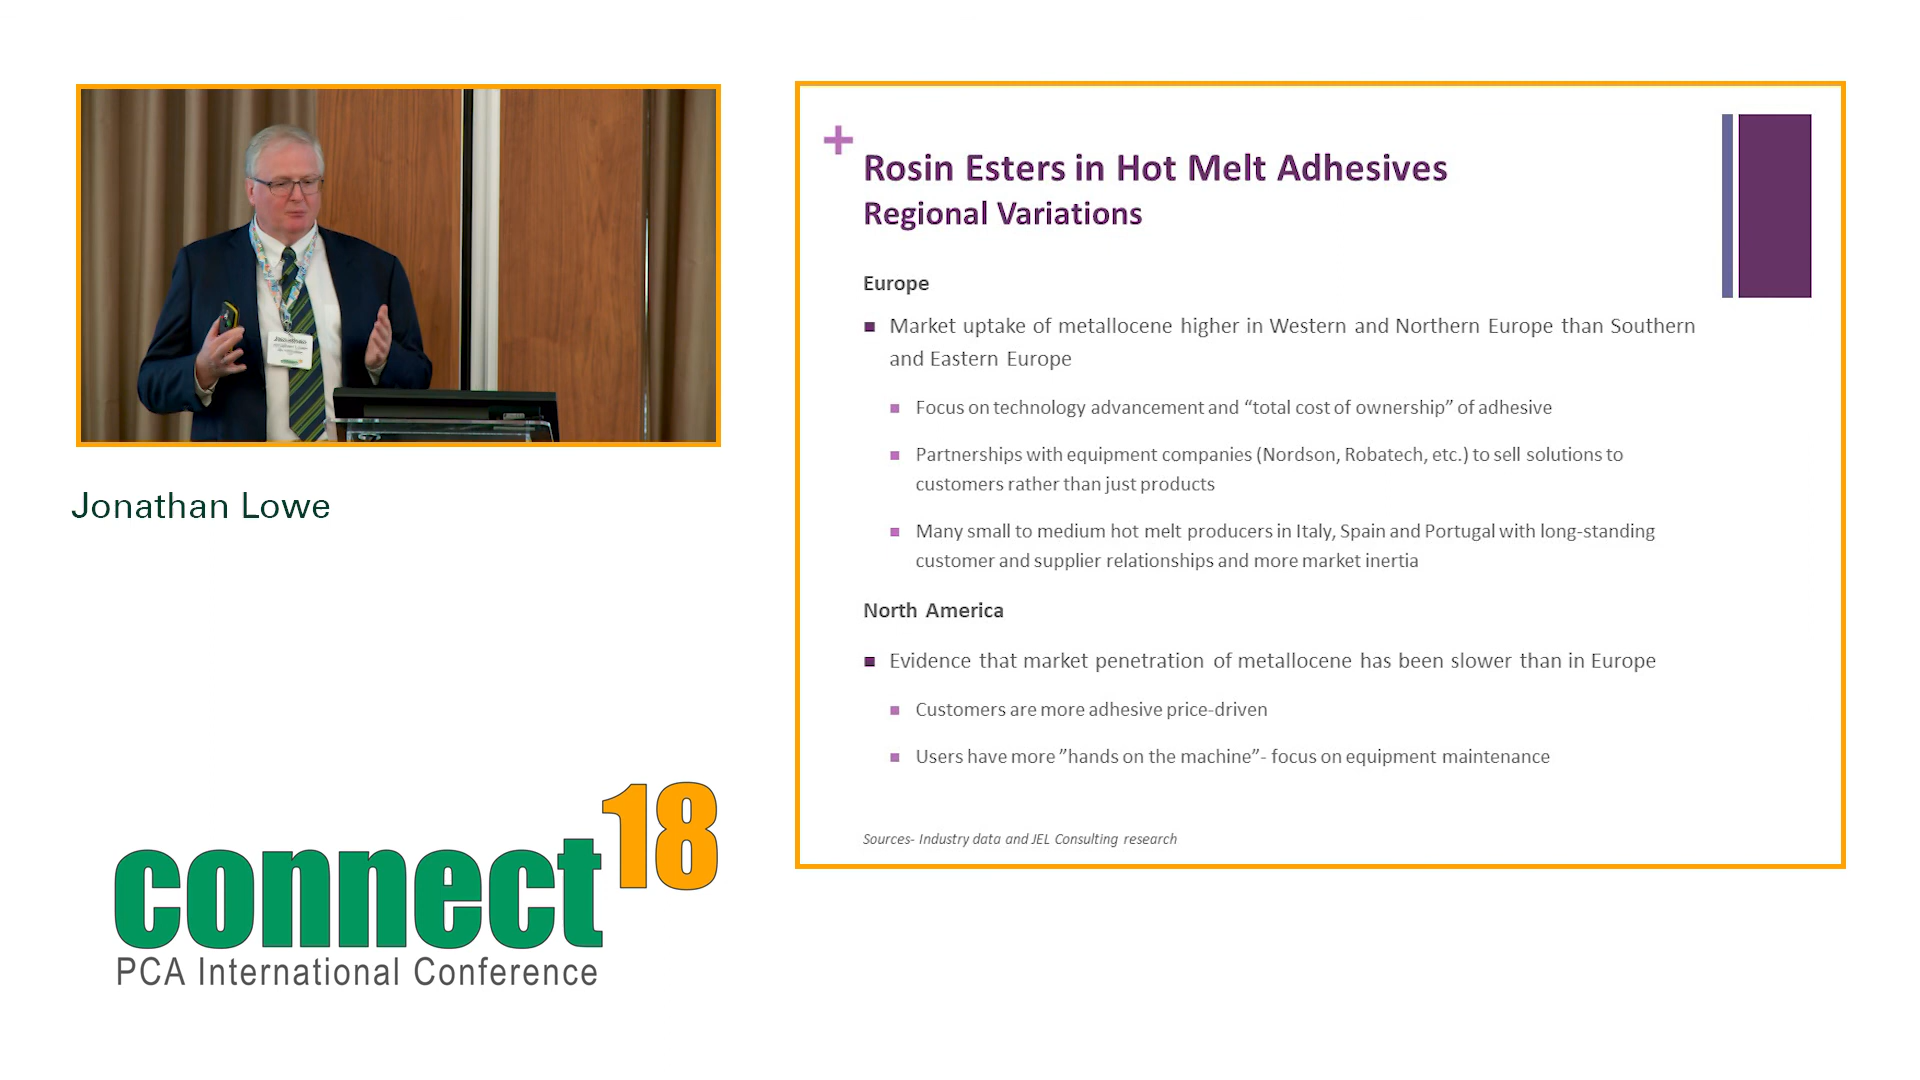 Rosin Esters in Hot Melt Adhesives
Regional Variations
Europe
Market uptake of metallocene higher in Western and Northern Europe than Southern
and Eastern Europe
Focus on technology advancement and “total cost of ownership” of adhesive
Partnerships with equipment companies (Nordson, Robatech, etc.) to sell solutions to
customers rather than just products
Many small to medium hot melt producers in Italy, Spain and Portugal with long-standing
customer and supplier relationships and more market inertia
North America
Evidence that market penetration of metallocene has been slower than in Europe
Customers are more adhesive price-driven
Users have more ”hands on the machine”- focus on equipment maintenance
Sources- Industry data and JEL Consulting research
Jonathan Lowe
connect18
PCA International Conference